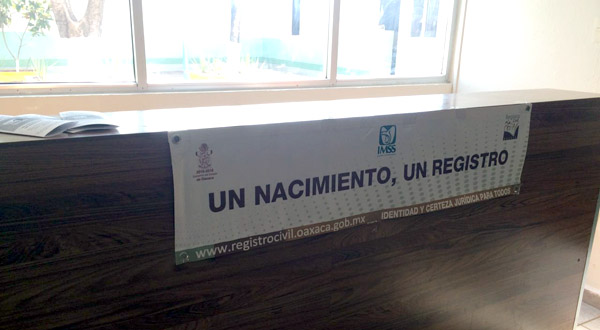 IMSS
UN NACIMIENTO, UN REGISTRO
www.registrocivil.oaxaca.gob.mx IDENTIDAD Y CERTEZA JURÍDICA PARA TODOS